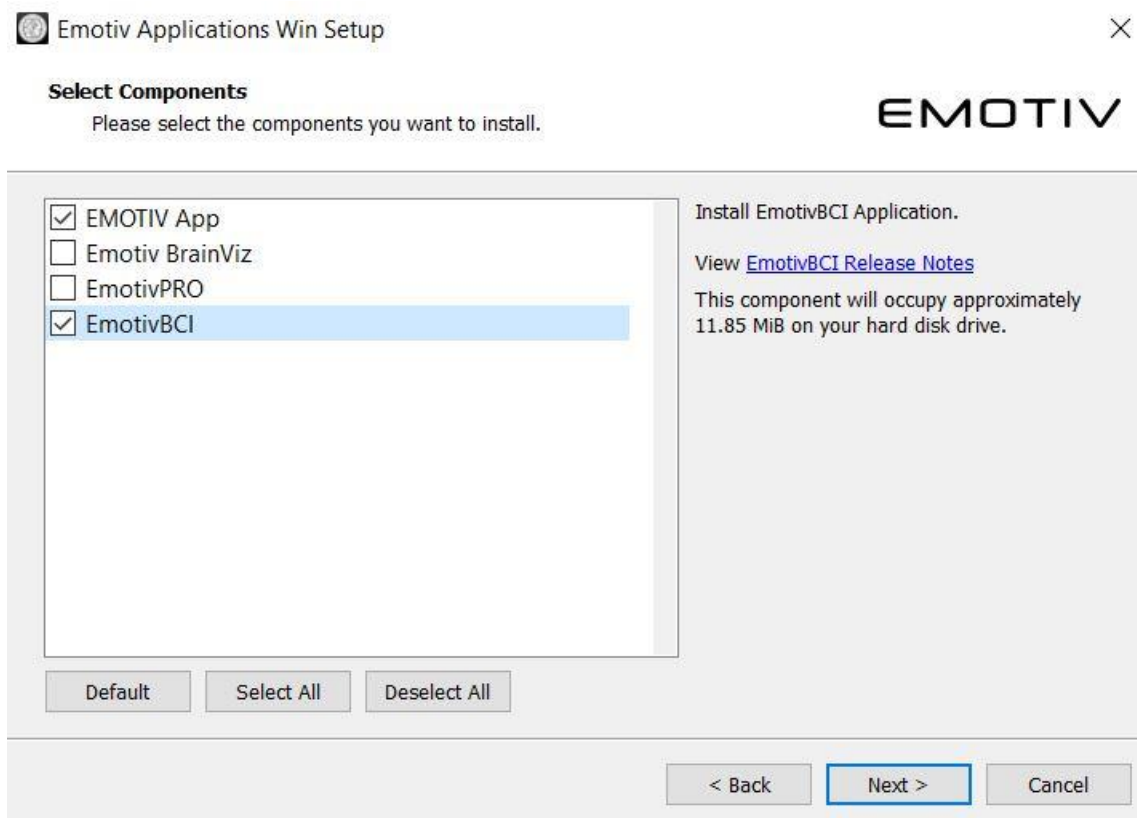 Emotiv Applications Win Setup
Select Components
Please select the components you want to install.
EMOTIV
EMOTIV App
Emotiv BrainViz
EmotivPRO
EmotivBCI
Install EmotivBCI Application.
View EmotivBCI Release Notes
This component will occupy approximately
11.85 MiB on your hard disk drive.
Default Select All Deselect All
< Back Next > Cancel